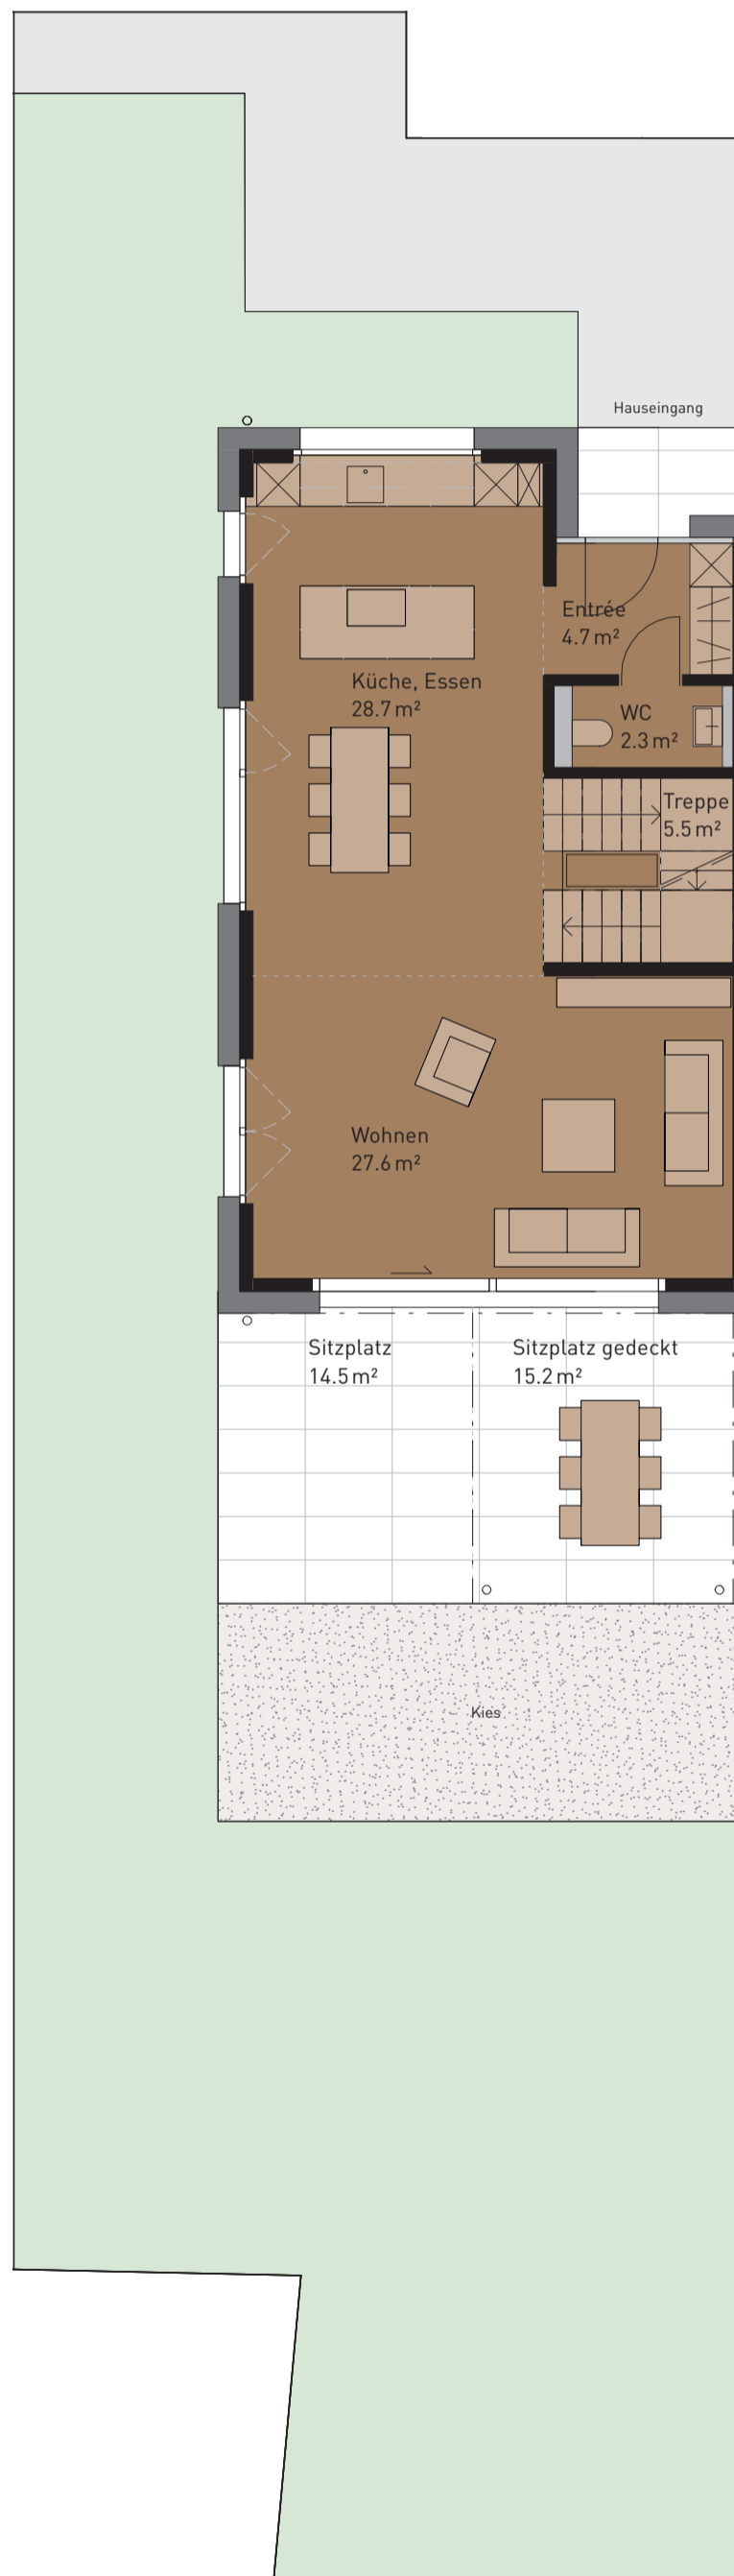 Hauseingang
Entrée
4.7 m²
Küche, Essen
28.7 m²
WC
2.3 m²
Treppe
5.5 m²
Wohnen
27.6 m²
Sitzplatz
14.5 m²
Sitzplatz gedeckt
15.2 m²
Kies